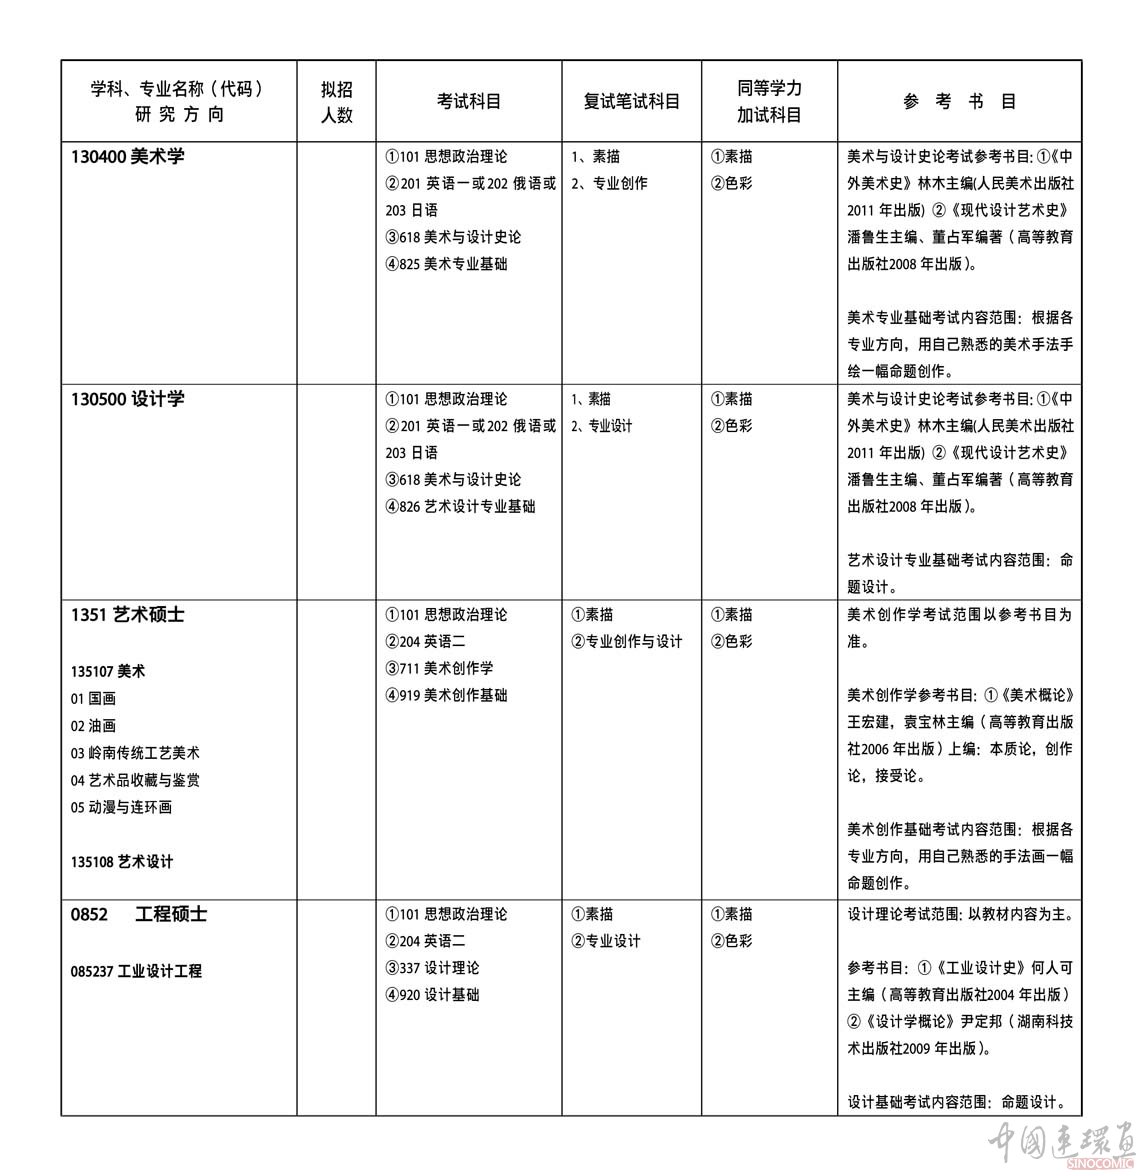 学科、专业名称（代码）
研究方向
拟招
人数
考试科目
复试笔试科目
同等学力
加试科目
参 考 书 目
130400 美术学
①101 思想政治理论
②201 英语一或202 俄语或
203 日语
③618 美术与设计史论
④825 美术专业基础
1、素描
2、专业创作
①素描
②色彩
美术与设计史论考试参考书目: ①《中
外美术史》林木主编(人民美术出版社
2011 年出版) ②《现代设计艺术史》
潘鲁生主编、董占军编著（高等教育
出版社2008 年出版）。
美术专业基础考试内容范围：根据各
专业方向，用自己熟悉的美术手法手
绘一幅命题创作。
130500 设计学
①101 思想政治理论
②201 英语一或202 俄语或
203 日语
③618 美术与设计史论
④826 艺术设计专业基础
1、素描
2、专业设计
①素描
②色彩
美术与设计史论考试参考书目: ①《中
外美术史》林木主编(人民美术出版社
2011 年出版) ②《现代设计艺术史》
潘鲁生主编、董占军编著（高等教育
出版社2008 年出版）。
艺术设计专业基础考试内容范围：命
题设计。
1351 艺术硕士
135107 美术
01 国画
02 油画
03 岭南传统工艺美术
04 艺术品收藏与鉴赏
05 动漫与连环画
135108 艺术设计
①101 思想政治理论
②204 英语二
③711 美术创作学
④919 美术创作基础
①素描
②专业创作与设计
①素描
②色彩
美术创作学考试范围以参考书目为
准。
美术创作学参考书目：①《美术概论》
王宏建，袁宝林主编（高等教育出版
社2006 年出版）上编：本质论，创作
论，接受论。
美术创作基础考试内容范围：根据各
专业方向，用自己熟悉的手法画一幅
命题创作。
0852 工程硕士
085237 工业设计工程
①101 思想政治理论
②204 英语二
③337 设计理论
④920 设计基础
①素描
②专业设计
①素描
②色彩
设计理论考试范围: 以教材内容为主。
参考书目：①《工业设计史》何人可
主编（高等教育出版社2004 年出版）
②《设计学概论》尹定邦（湖南科技
术出版社2009 年出版）。
设计基础考试内容范围：命题设计。
中國連環畫
SINOCOMIC